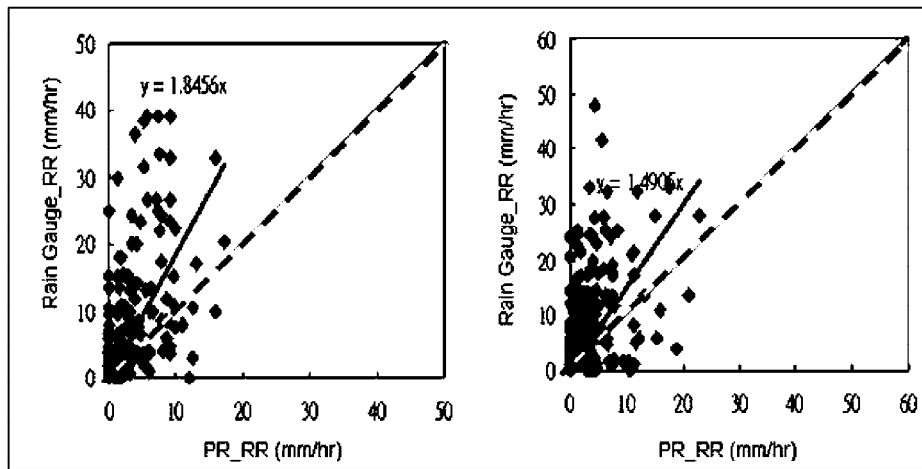 50
40
30
20
10
0
Rain Gauge_RR (mm/hr)
y = 1.8456x
0 10 20 30 40 50
PR_RR (mm/hr)
60
50
40
30
20
10
0
Rain Gauge_RR (mm/hr)
y = 1.4906x
0 10 20 30 40 50 60
PR_RR (mm/hr)